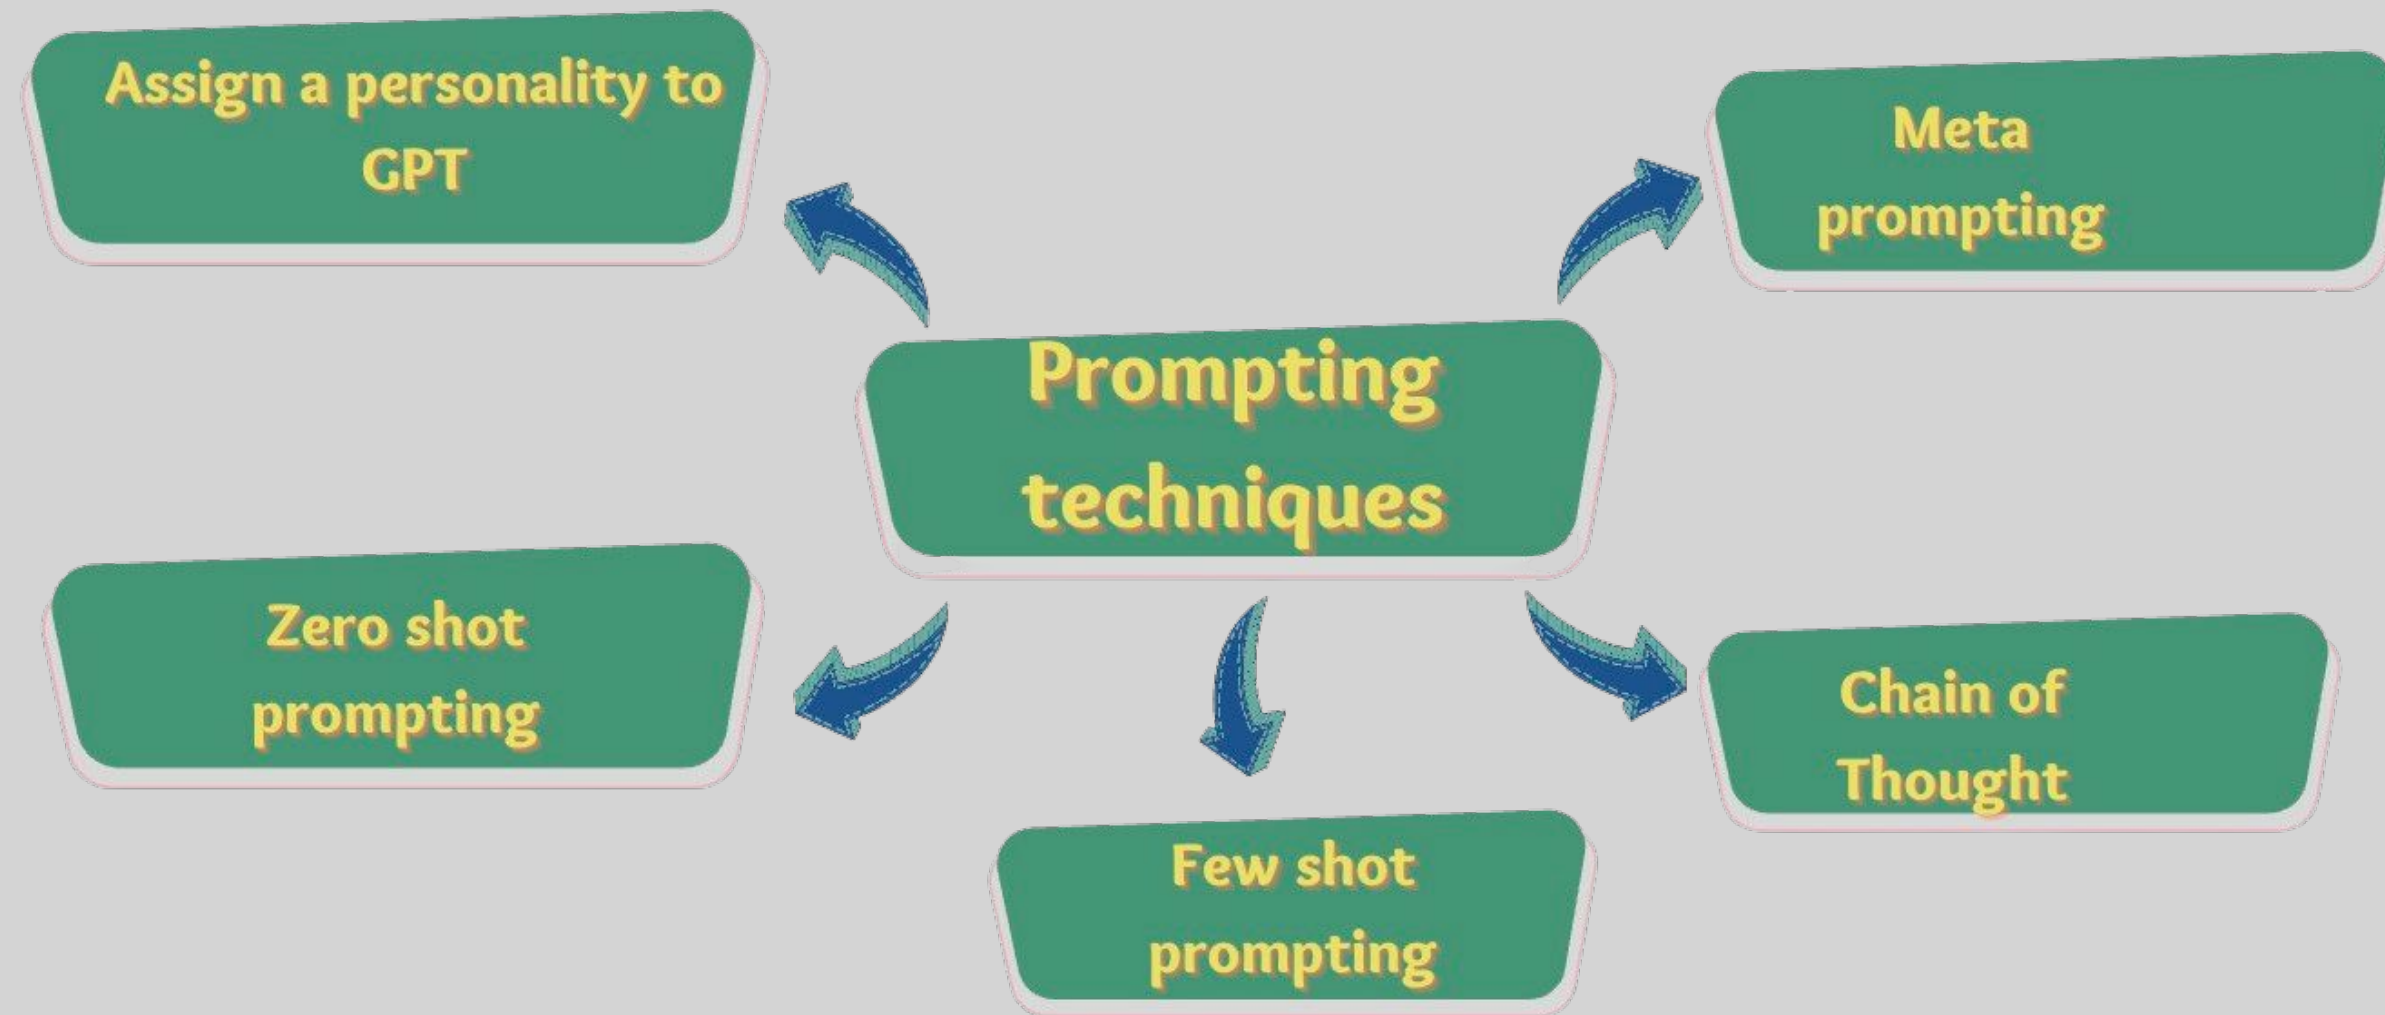 Assign a personality to
GPT
Meta
prompting
Prompting
techniques
Zero shot
prompting
Chain of
Thought
Few shot
prompting